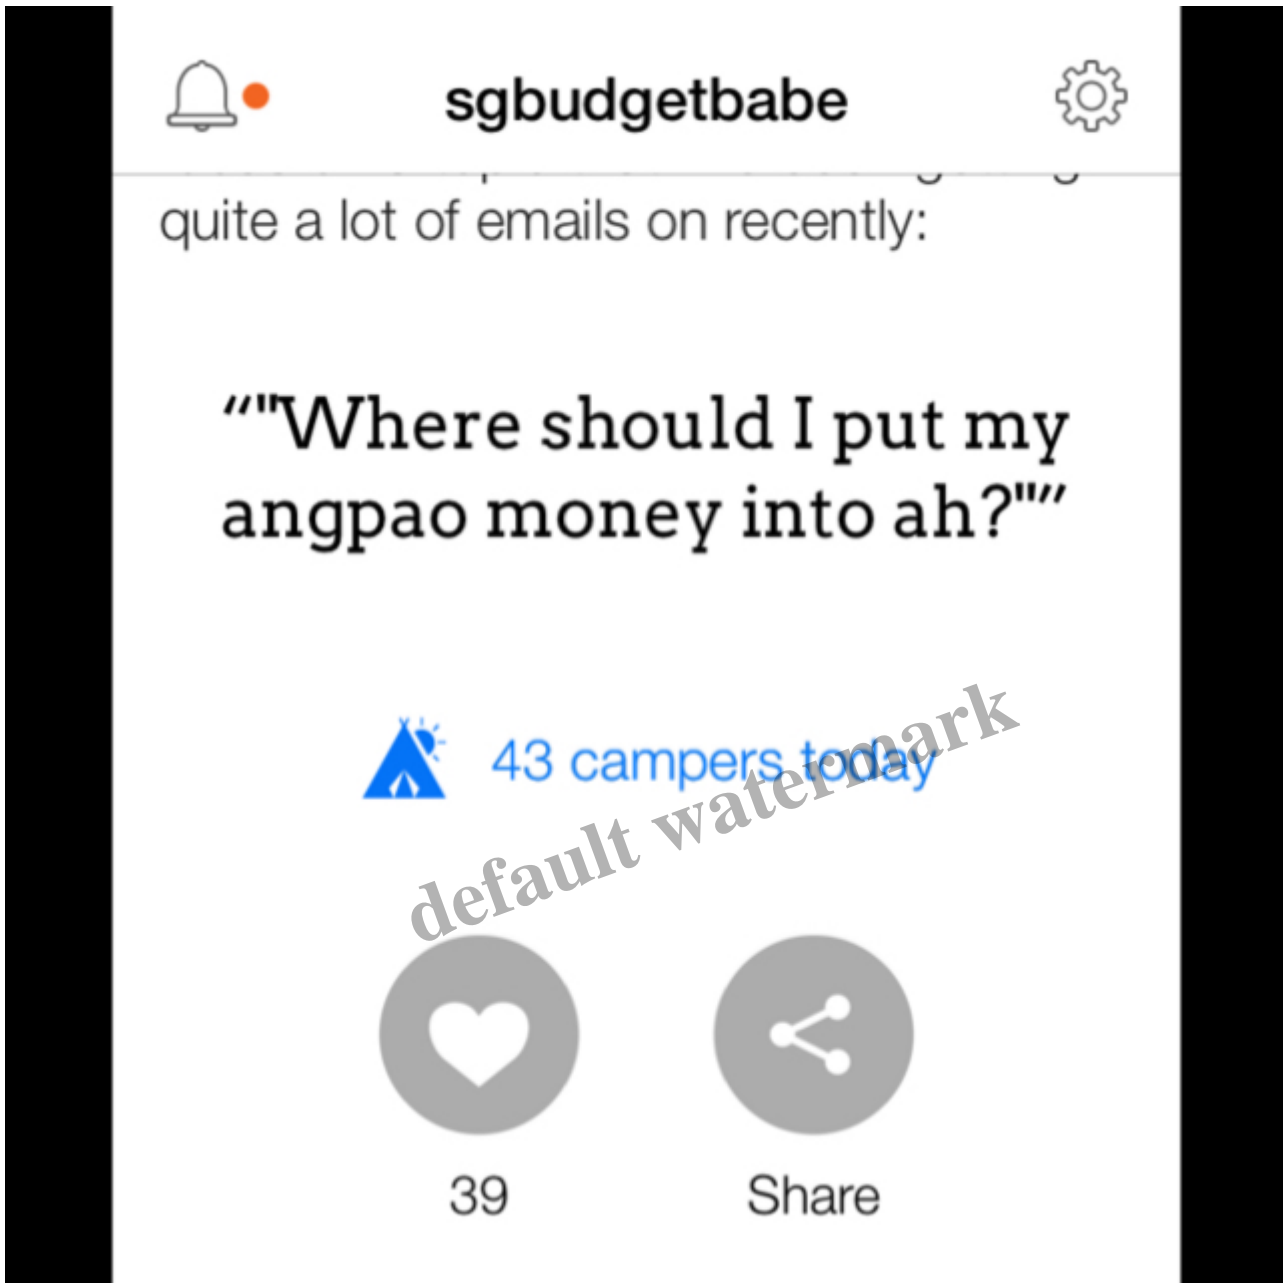 sgbudgetbabe
quite a lot of emails on recently:
“"Where should I put my
angpao money into ah?"”
43 campers today
default watermark
39
Share